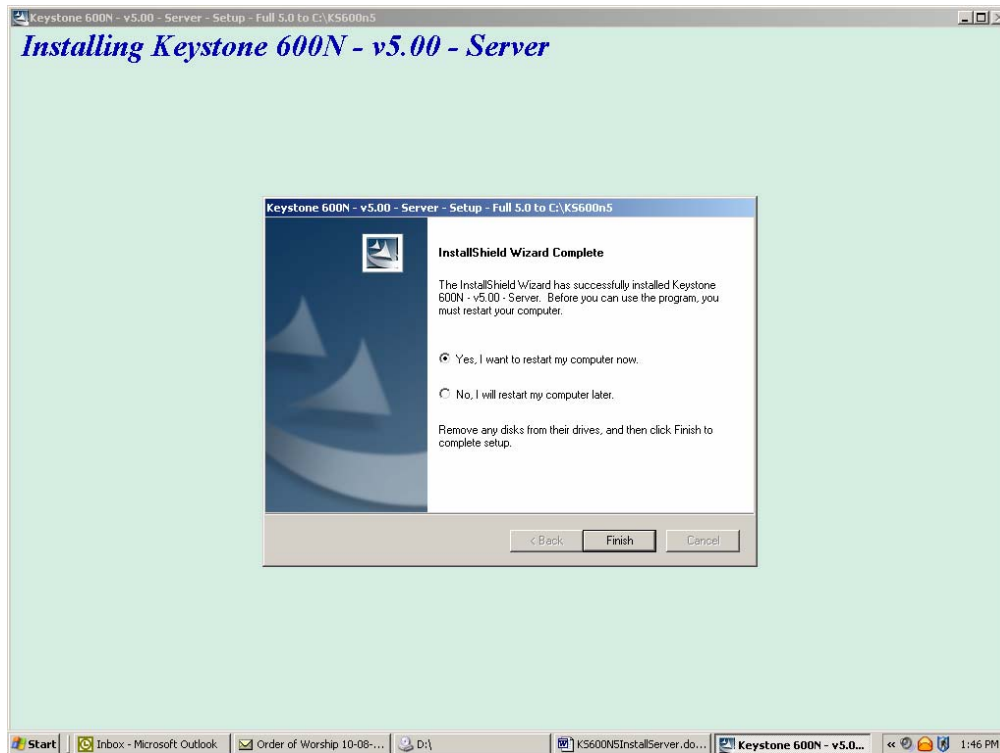 Keystone 600N - v5.00 - Server - Setup - Full 5.0 to C:\KS600n5
Installing Keystone 600N - v5.00 - Server
Keystone 600N - v5.00 - Server - Setup - Full 5.0 to C:\KS600n5
InstallShield Wizard Complete
The InstallShield Wizard has successfully installed Keystone
600N - v5.00 - Server. Before you can use the program, you
must restart your computer.
Yes, I want to restart my computer now.
No, I will restart my computer later.
Remove any disks from their drives, and then click Finish to
complete setup.
< Back Finish Cancel
Start Inbox - Microsoft Outlook Order of Worship 10-08-... D:\ KS600N5InstallServer.do... Keystone 600N - v5.0... « 1:46 PM